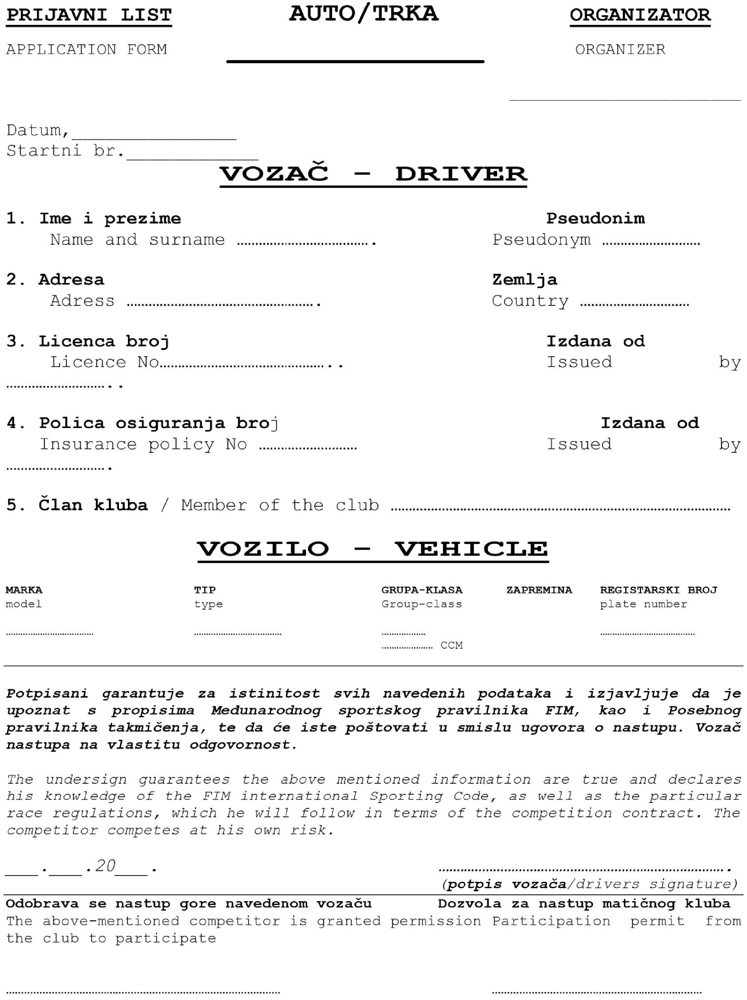 PRIJAVNI LIST AUTO/TRKA ORGANIZATOR
APPLICATION FORM ORGANIZER
Datum,_______________
Startni br.____________
VOZAČ – DRIVER
1. Ime i prezime Pseudonim
Name and surname ………………………………. Pseudonym ………………………
2. Adresa Zemlja
Adress ……………………………………………. Country …………………………
3. Licenca broj Izdana od
Licence No……………………………………….. Issued by
………………………..
4. Polica osiguranja broj Izdana od
Insurance policy No ……………………… Issued by
……………………….
5. Član kluba / Member of the club …………………………………………………………………………………
VOZILO – VEHICLE
MARKA TIP GRUPA-KLASA ZAPREMINA REGISTARSKI BROJ
model type Group-class plate number
………………………………… ………………………………… ……………… ……………………………………
………………… CCM
Potpisani garantuje za istinitost svih navedenih podataka i izjavljuje da je
upoznat s propisima Međunarodnog sportskog pravilnika FIM, kao i Posebnog
pravilnika takmičenja, te da će iste poštovati u smislu ugovora o nastupu. Vozač
nastupa na vlastitu odgovornost.
The undersign guarantees the above mentioned information are true and declares
his knowledge of the FIM international Sporting Code, as well as the particular
race regulations, which he will follow in terms of the competition contract. The
competitor competes at his own risk.
___.___.20___. …………………………………………………………………….
(potpis vozača/drivers signature)
Odobrava se nastup gore navedenom vozaču Dozvola za nastup matičnog kluba
The above-mentioned competitor is granted permission Participation permit from
the club to participate
………………………………………………………………… …………………………………………………